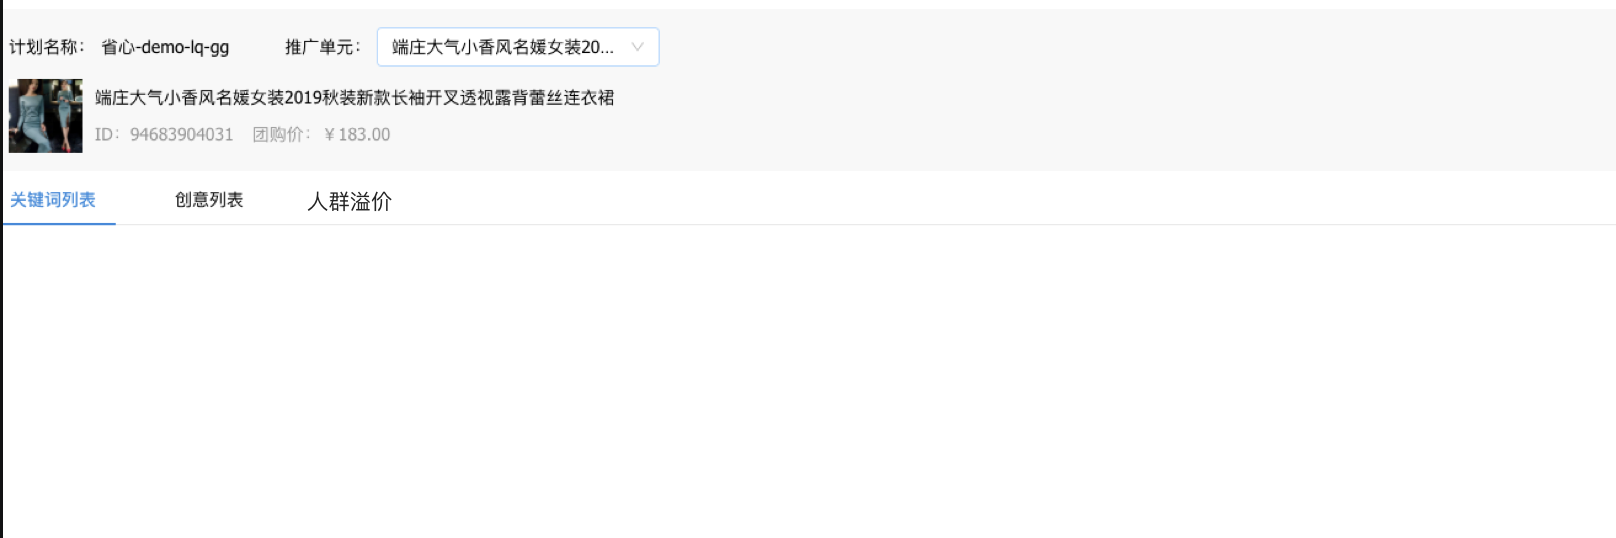 计划名称： 省心-demo-lq-gg 推广单元： 端庄大气小香风名媛女装20...
端庄大气小香风名媛女装2019秋装新款长袖开叉透视露背蕾丝连衣裙
ID：94683904031 团购价：￥183.00
关键词列表 创意列表 人群溢价